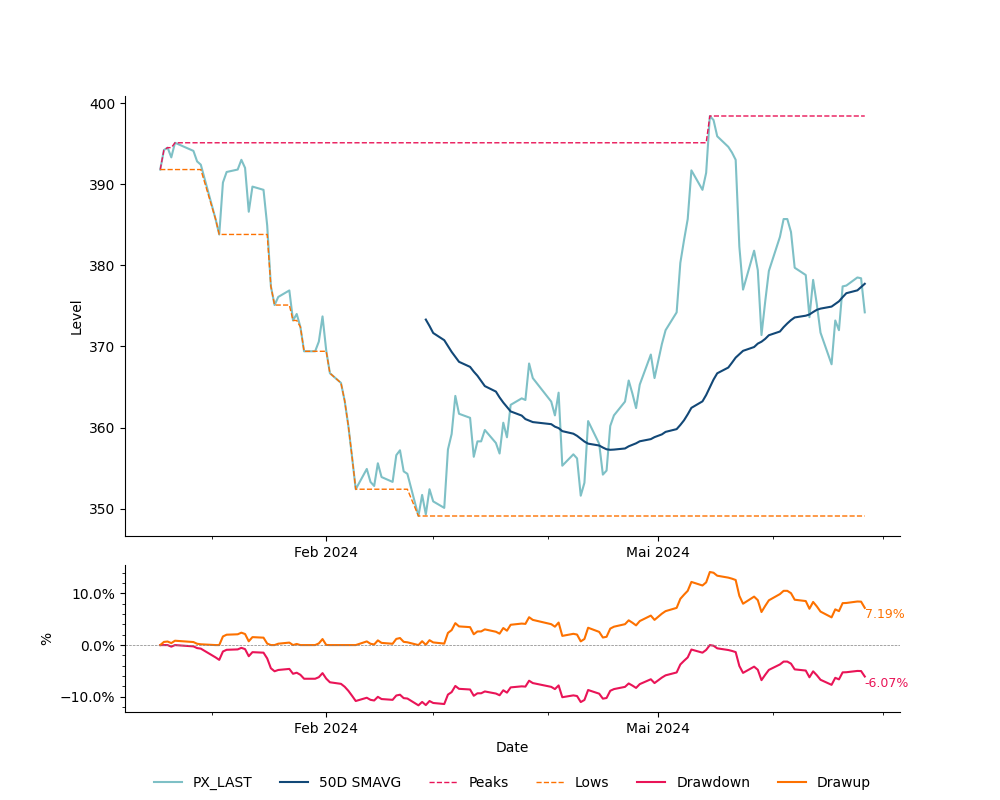 400
390
380
370
360
350
Level
Feb 2024
Mai 2024
10.0%
0.0%
−10.0%
%
7.19%
-6.07%
Feb 2024
Mai 2024
Date
PX_LAST 50D SMAVG Peaks Lows Drawdown Drawup